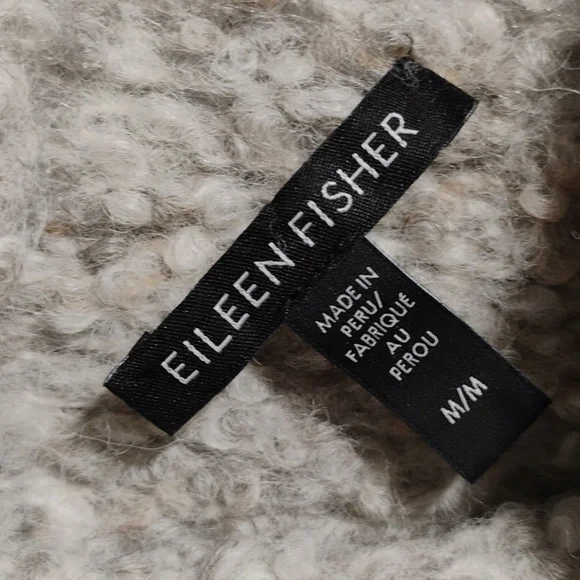 EILEEN FISHER
MADE IN
PERU/
FABRIQUÉ
AU
PEROU
M/M